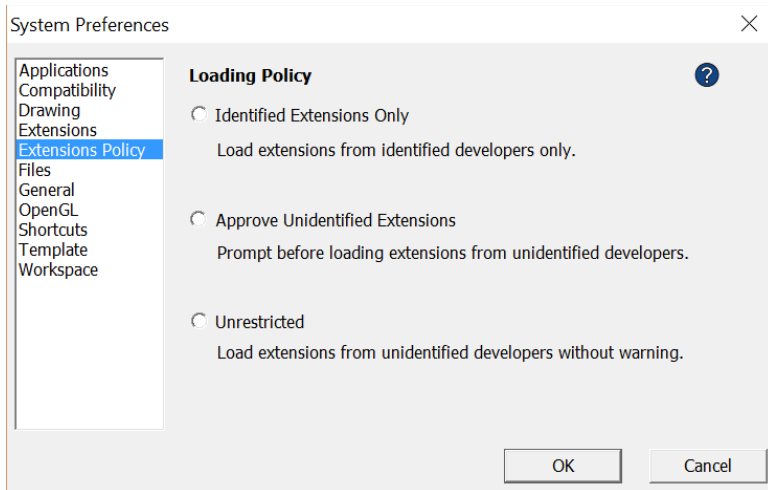 System Preferences
Applications
Compatibility
Drawing
Extensions
Extensions Policy
Files
General
OpenGL
Shortcuts
Template
Workspace
Loading Policy
?
Identified Extensions Only
Load extensions from identified developers only.
Approve Unidentified Extensions
Prompt before loading extensions from unidentified developers.
Unrestricted
Load extensions from unidentified developers without warning.
OK
Cancel